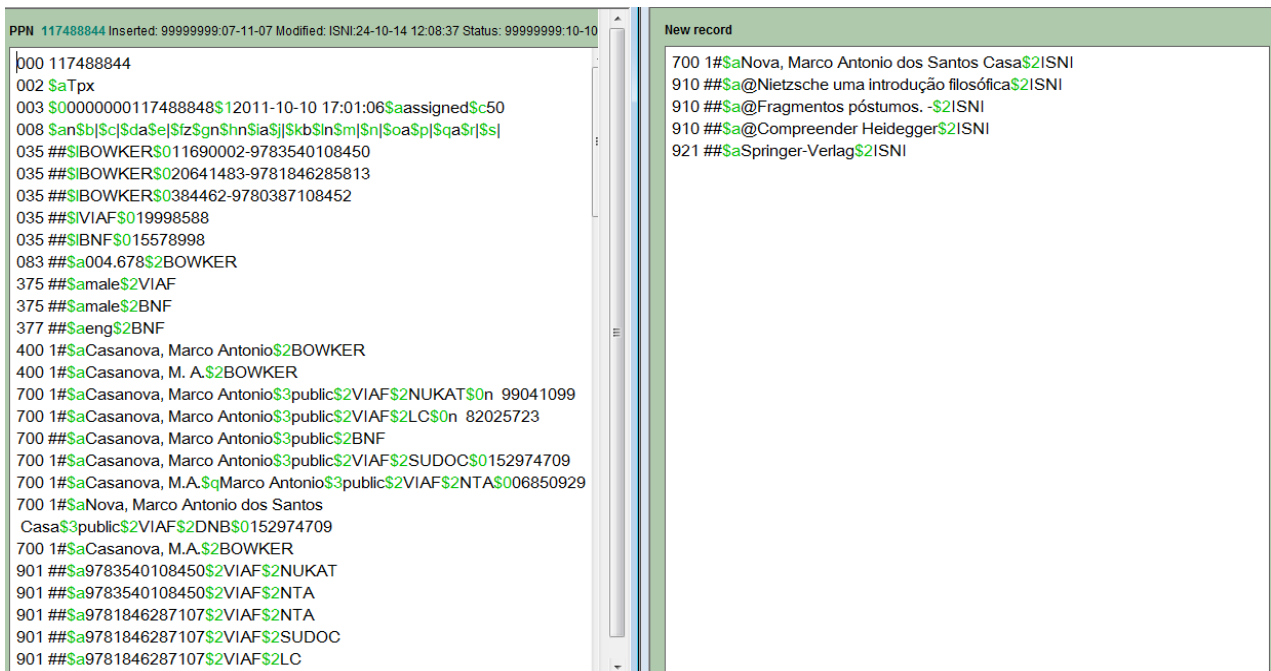 PPN 117488844 Inserted: 99999999:07-11-07 Modified: ISNI:24-10-14 12:08:37 Status: 99999999:10-10
000 117488844
002 $aTpx
003 $00000000117488848$12011-10-10 17:01:06$aassigned$c50
008 $an$b|$c|$da$e|$fz$gn$hn$ia$j|$kb$ln$m|$n|$oa$p|$qa$r|$s|
035 ##$lBOWKER$011690002-9783540108450
035 ##$lBOWKER$020641483-9781846285813
035 ##$lBOWKER$0384462-9780387108452
035 ##$lVIAF$019998588
035 ##$lBNF$015578998
083 ##$a004.678$2BOWKER
375 ##$amale$2VIAF
375 ##$amale$2BNF
377 ##$aeng$2BNF
400 1#$aCasanova, Marco Antonio$2BOWKER
400 1#$aCasanova, M. A.$2BOWKER
700 1#$aCasanova, Marco Antonio$3public$2VIAF$2NUKAT$0n  99041099
700 1#$aCasanova, Marco Antonio$3public$2VIAF$2LC$0n  82025723
700 ##$aCasanova, Marco Antonio$3public$2BNF
700 1#$aCasanova, Marco Antonio$3public$2VIAF$2SUDOC$0152974709
700 1#$aCasanova, M.A.$qMarco Antonio$3public$2VIAF$2NTA$006850929
700 1#$aNova, Marco Antonio dos Santos
Casa$3public$2VIAF$2DNB$0152974709
700 1#$aCasanova, M.A.$2BOWKER
901 ##$a9783540108450$2VIAF$2NUKAT
901 ##$a9783540108450$2VIAF$2NTA
901 ##$a9781846287107$2VIAF$2NTA
901 ##$a9781846287107$2VIAF$2SUDOC
901 ##$a9781846287107$2VIAF$2LC
New record
700 1#$aNova, Marco Antonio dos Santos Casa$2ISNI
910 ##$a@Nietzsche uma introdução filosófica$2ISNI
910 ##$a@Fragmentos póstumos. -$2ISNI
910 ##$a@Compreender Heidegger$2ISNI
921 ##$aSpringer-Verlag$2ISNI